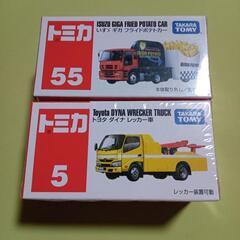 トミカ
ISUZU GIGA FRIED POTATO CAR
いすゞ ギガ フライドポテトカー
TAKARA TOMY
55
トミカ
Toyota DYNA WRECKER TRUCK
トヨタ ダイナ レッカー車
TAKARA TOMY
5
レッカー装置可動